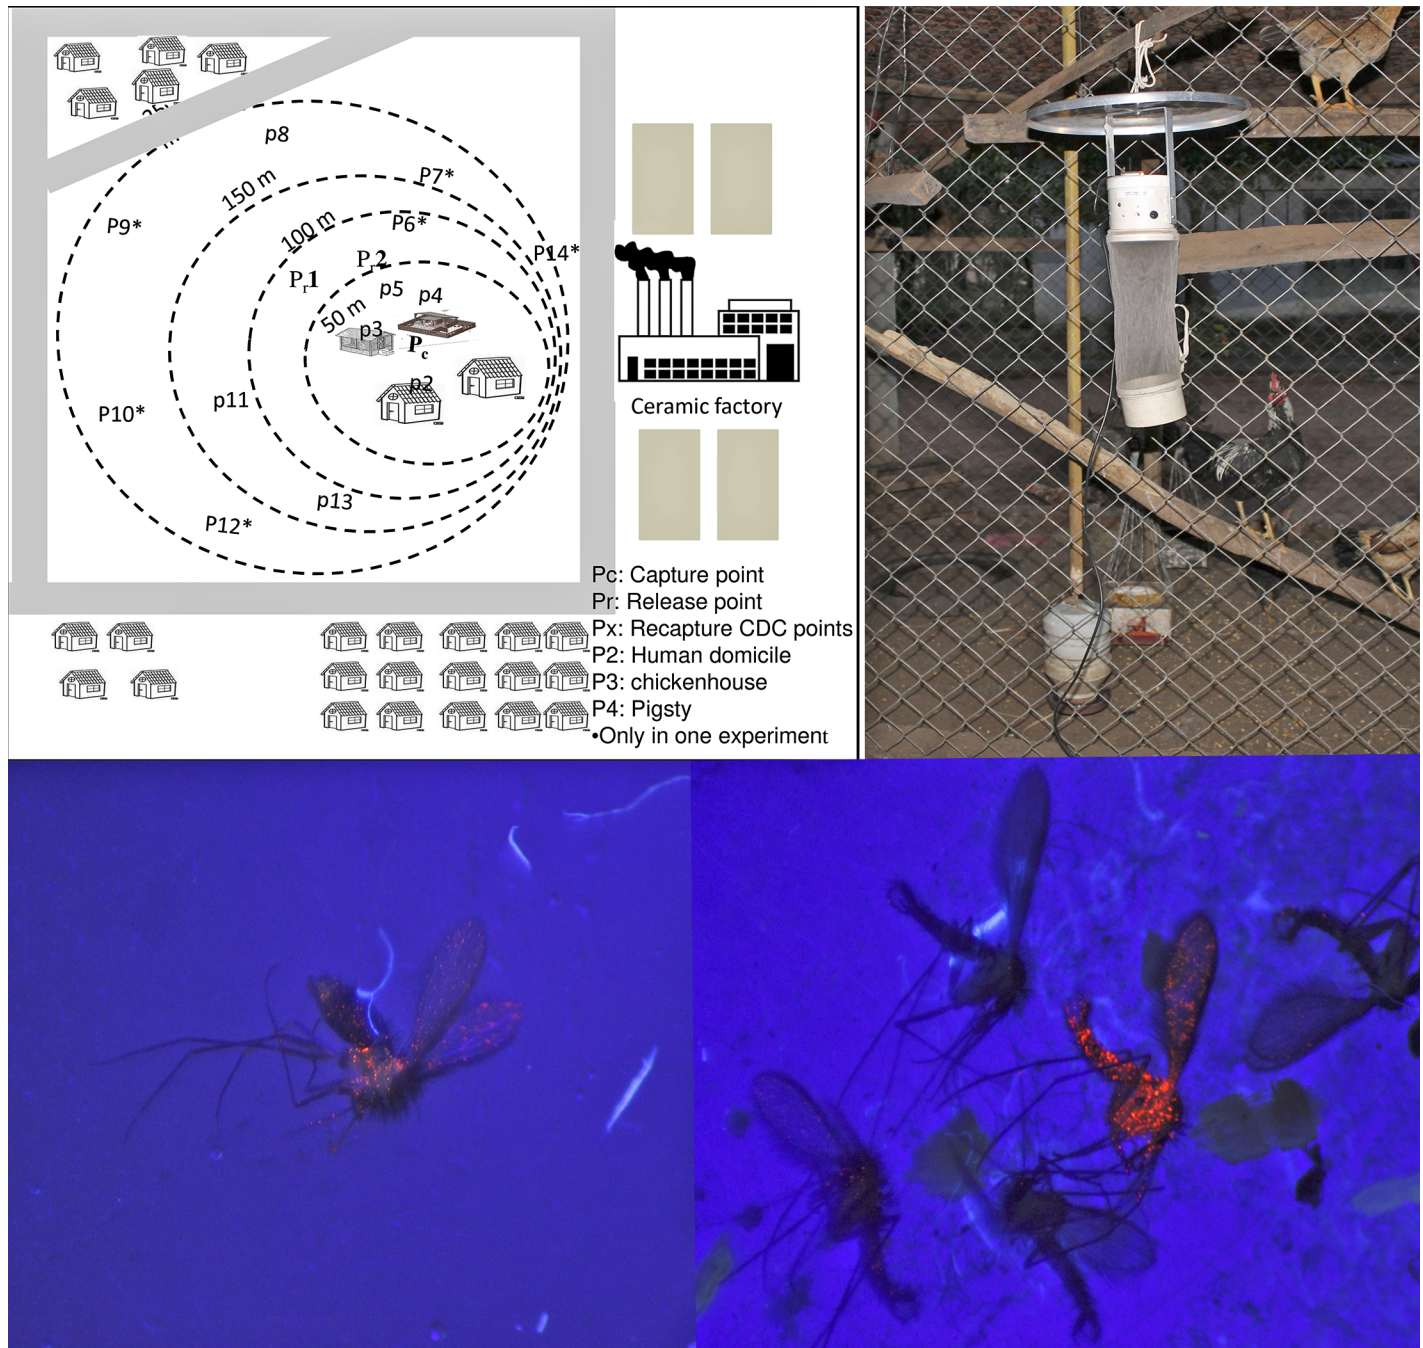 p8
150 m
P7*
P9*
100 m
P6*
P14*
Pr2
Pr1
p5
p4
50 m
p3
Pc
p2
p11
P10*
Ceramic factory
p13
P12*
Pc: Capture point
Pr: Release point
Px: Recapture CDC points
P2: Human domicile
P3: chickenhouse
P4: Pigsty
•Only in one experiment